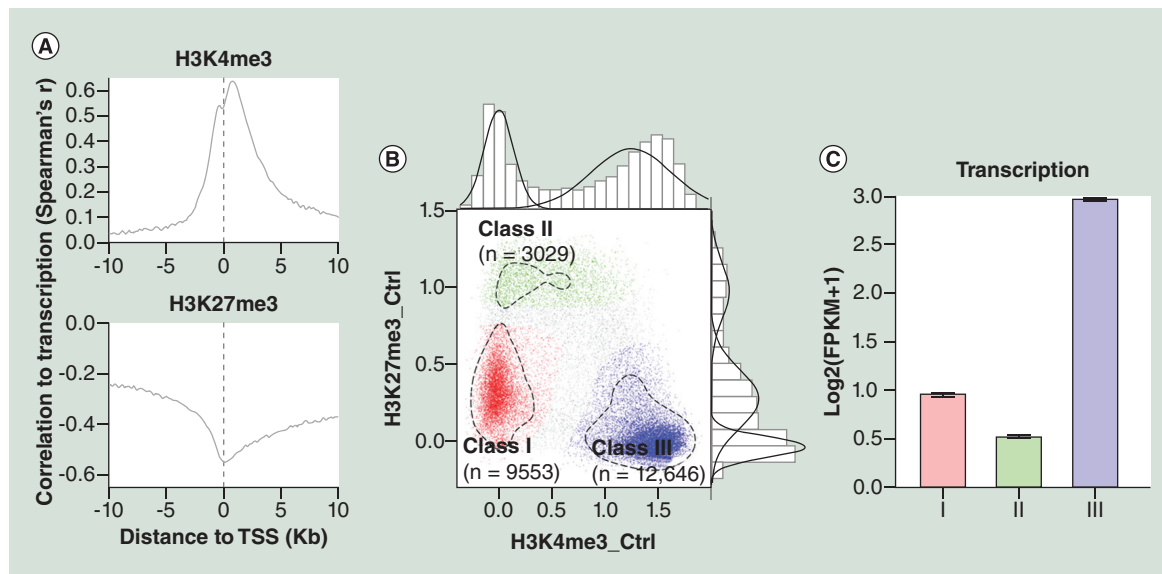 A
H3K4me3
Correlation to transcription (Spearman's r)
0.6
0.5
0.4
0.3
0.2
0.1
0.0
-10 -5 0 5 10
H3K27me3
0.0
-0.2
-0.4
-0.6
-10 -5 0 5 10
Distance to TSS (Kb)
B
H3K27me3_Ctrl
1.5
1.0
0.5
0.0
Class II
(n = 3029)
Class I
(n = 9553)
Class III
(n = 12,646)
0.0 0.5 1.0 1.5
H3K4me3_Ctrl
C
Transcription
Log2(FPKM+1)
3.0
2.5
2.0
1.5
1.0
0.5
0.0
I II III